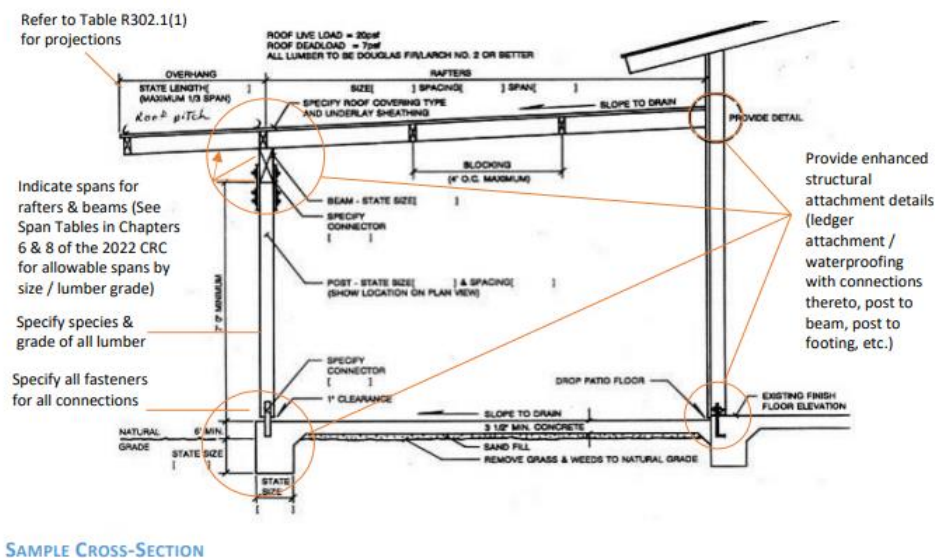 Refer to Table R302.1(1)
for projections
ROOF LIVE LOAD = 20psf
ROOF DEADLOAD = 7psf
ALL LUMBER TO BE DOUGLAS FIR/LARCH NO. 2 OR BETTER
OVERHANG
RAFTERS
STATE LENGTH[ ]
(MAXIMUM 1/3 SPAN)
SIZE[ ] SPACING[ ] SPAN[ ]
Roof pitch
SPECIFY ROOF COVERING TYPE
AND UNDERLAY SHEATHING
SLOPE TO DRAIN
PROVIDE DETAIL
BLOCKING
(4' O.C. MAXIMUM)
Indicate spans for
rafters & beams (See
Span Tables in Chapters
6 & 8 of the 2022 CRC
for allowable spans by
size / lumber grade)
BEAM - STATE SIZE[ ]
SPECIFY
CONNECTOR
[ ]
Provide enhanced
structural
attachment details
(ledger
attachment /
waterproofing
with connections
thereto, post to
beam, post to
footing, etc.)
7' 0" MINIMUM
POST - STATE SIZE[ ] & SPACING[ ]
(SHOW LOCATION ON PLAN VIEW)
Specify species &
grade of all lumber
Specify all fasteners
for all connections
SPECIFY
CONNECTOR
[ ]
1" CLEARANCE
DROP PATIO FLOOR
EXISTING FINISH
FLOOR ELEVATION
SLOPE TO DRAIN
3 1/2" MIN. CONCRETE
NATURAL
GRADE
6" MIN.
SAND FILL
REMOVE GRASS & WEEDS TO NATURAL GRADE
STATE SIZE
[ ]
STATE
SIZE
[ ]
SAMPLE CROSS-SECTION